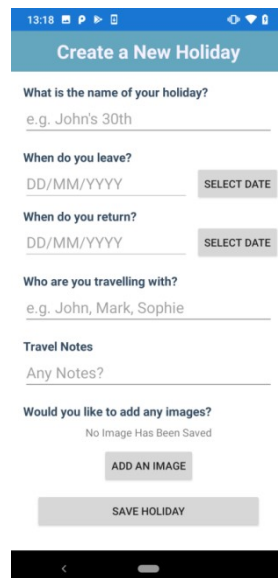 13:18
Create a New Holiday
What is the name of your holiday?
e.g. John's 30th
When do you leave?
DD/MM/YYYY
SELECT DATE
When do you return?
DD/MM/YYYY
SELECT DATE
Who are you travelling with?
e.g. John, Mark, Sophie
Travel Notes
Any Notes?
Would you like to add any images?
No Image Has Been Saved
ADD AN IMAGE
SAVE HOLIDAY